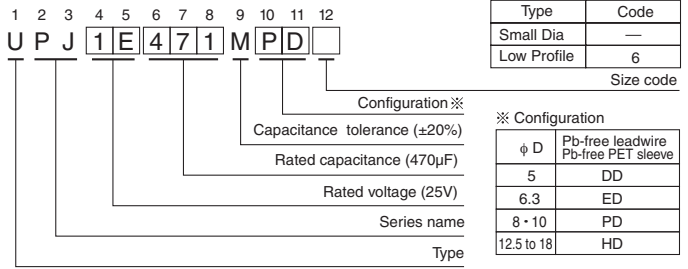 1 2 3 4 5 6 7 8 9 10 11 12
U P J 1 E 4 7 1 M P D
Type Code
Small Dia —
Low Profile 6
Size code
Configuration※
Capacitance tolerance (±20%)
Rated capacitance (470µF)
Rated voltage (25V)
Series name
Type
※ Configuration
ϕ D Pb-free leadwire
Pb-free PET sleeve
5 DD
6.3 ED
8・10 PD
12.5 to 18 HD